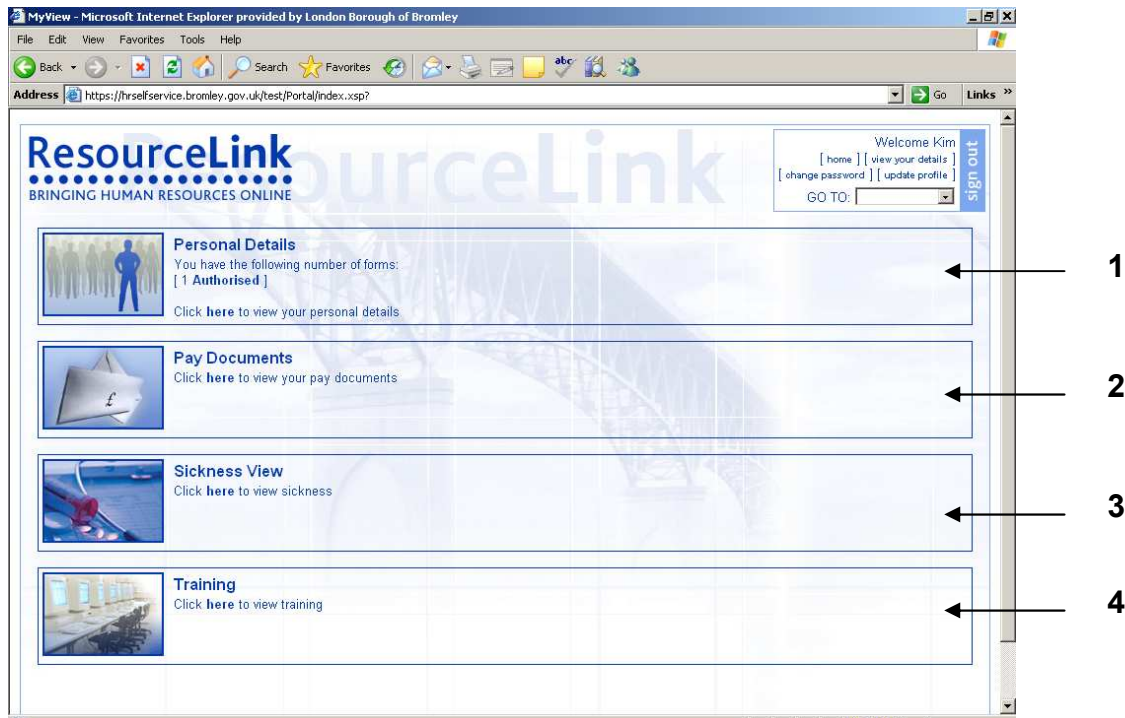 MyView - Microsoft Internet Explorer provided by London Borough of Bromley
File Edit View Favorites Tools Help
Back Search Favorites abc
Address https://hrselfservice.bromley.gov.uk/test/Portal/index.xsp? Go Links »
ResourceLink
BRINGING HUMAN RESOURCES ONLINE
ResourceLink
Welcome Kim
[ home ] [ view your details ]
[ change password ] [ update profile ]
GO TO:
sign out
Personal Details
You have the following number of forms:
[ 1 Authorised ]
Click here to view your personal details
1
Pay Documents
Click here to view your pay documents
£
2
Sickness View
Click here to view sickness
3
Training
Click here to view training
4